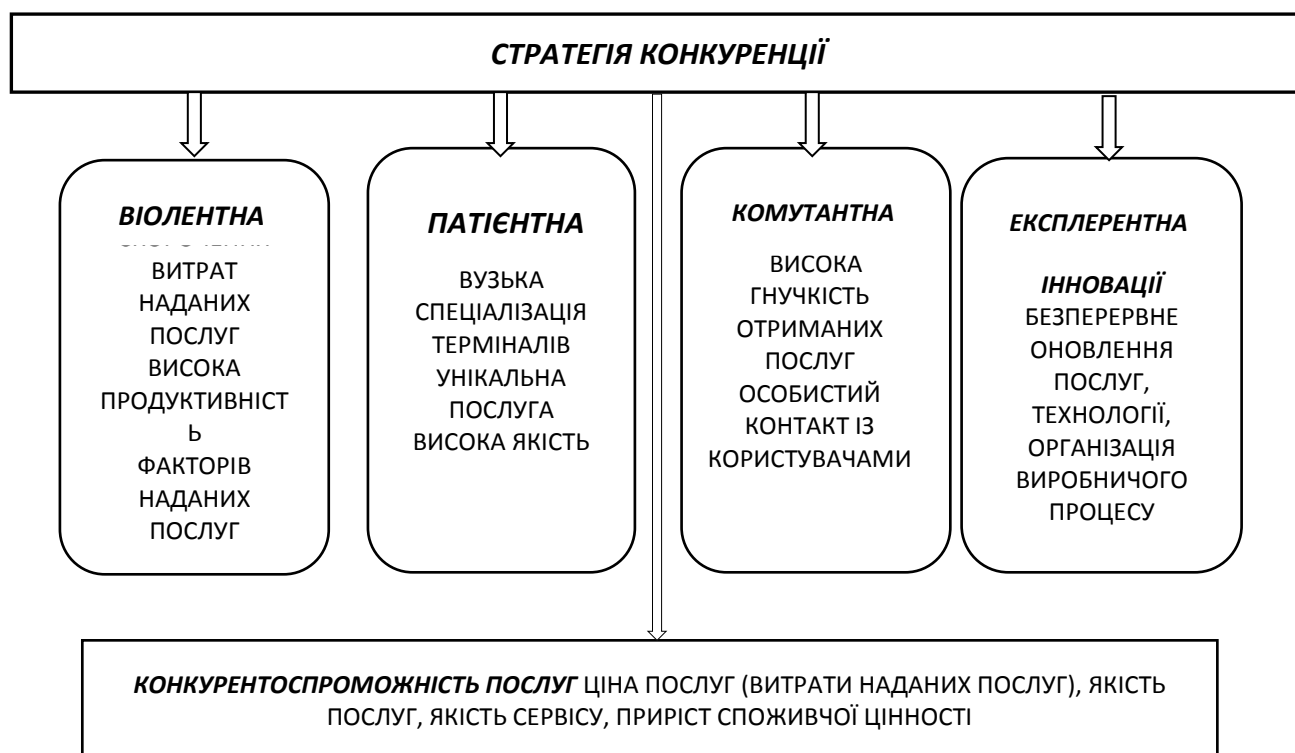 СТРАТЕГІЯ КОНКУРЕНЦІЇ
ВІОЛЕНТНА
ВИТРАТ
НАДАНИХ
ПОСЛУГ
ВИСОКА
ПРОДУКТИВНІСТ
Ь
ФАКТОРІВ
НАДАНИХ
ПОСЛУГ
ПАТІЄНТНА
ВУЗЬКА
СПЕЦІАЛІЗАЦІЯ
ТЕРМІНАЛІВ
УНІКАЛЬНА
ПОСЛУГА
ВИСОКА ЯКІСТЬ
КОМУТАНТНА
ВИСОКА
ГНУЧКІСТЬ
ОТРИМАНИХ
ПОСЛУГ
ОСОБИСТИЙ
КОНТАКТ ІЗ
КОРИСТУВАЧАМИ
ЕКСПЛЕРЕНТНА
ІННОВАЦІЇ
БЕЗПЕРЕРВНЕ
ОНОВЛЕННЯ
ПОСЛУГ,
ТЕХНОЛОГІЇ,
ОРГАНІЗАЦІЯ
ВИРОБНИЧОГО
ПРОЦЕСУ
КОНКУРЕНТОСПРОМОЖНІСТЬ ПОСЛУГ ЦІНА ПОСЛУГ (ВИТРАТИ НАДАНИХ ПОСЛУГ), ЯКІСТЬ
ПОСЛУГ, ЯКІСТЬ СЕРВІСУ, ПРИРІСТ СПОЖИВЧОЇ ЦІННОСТІ